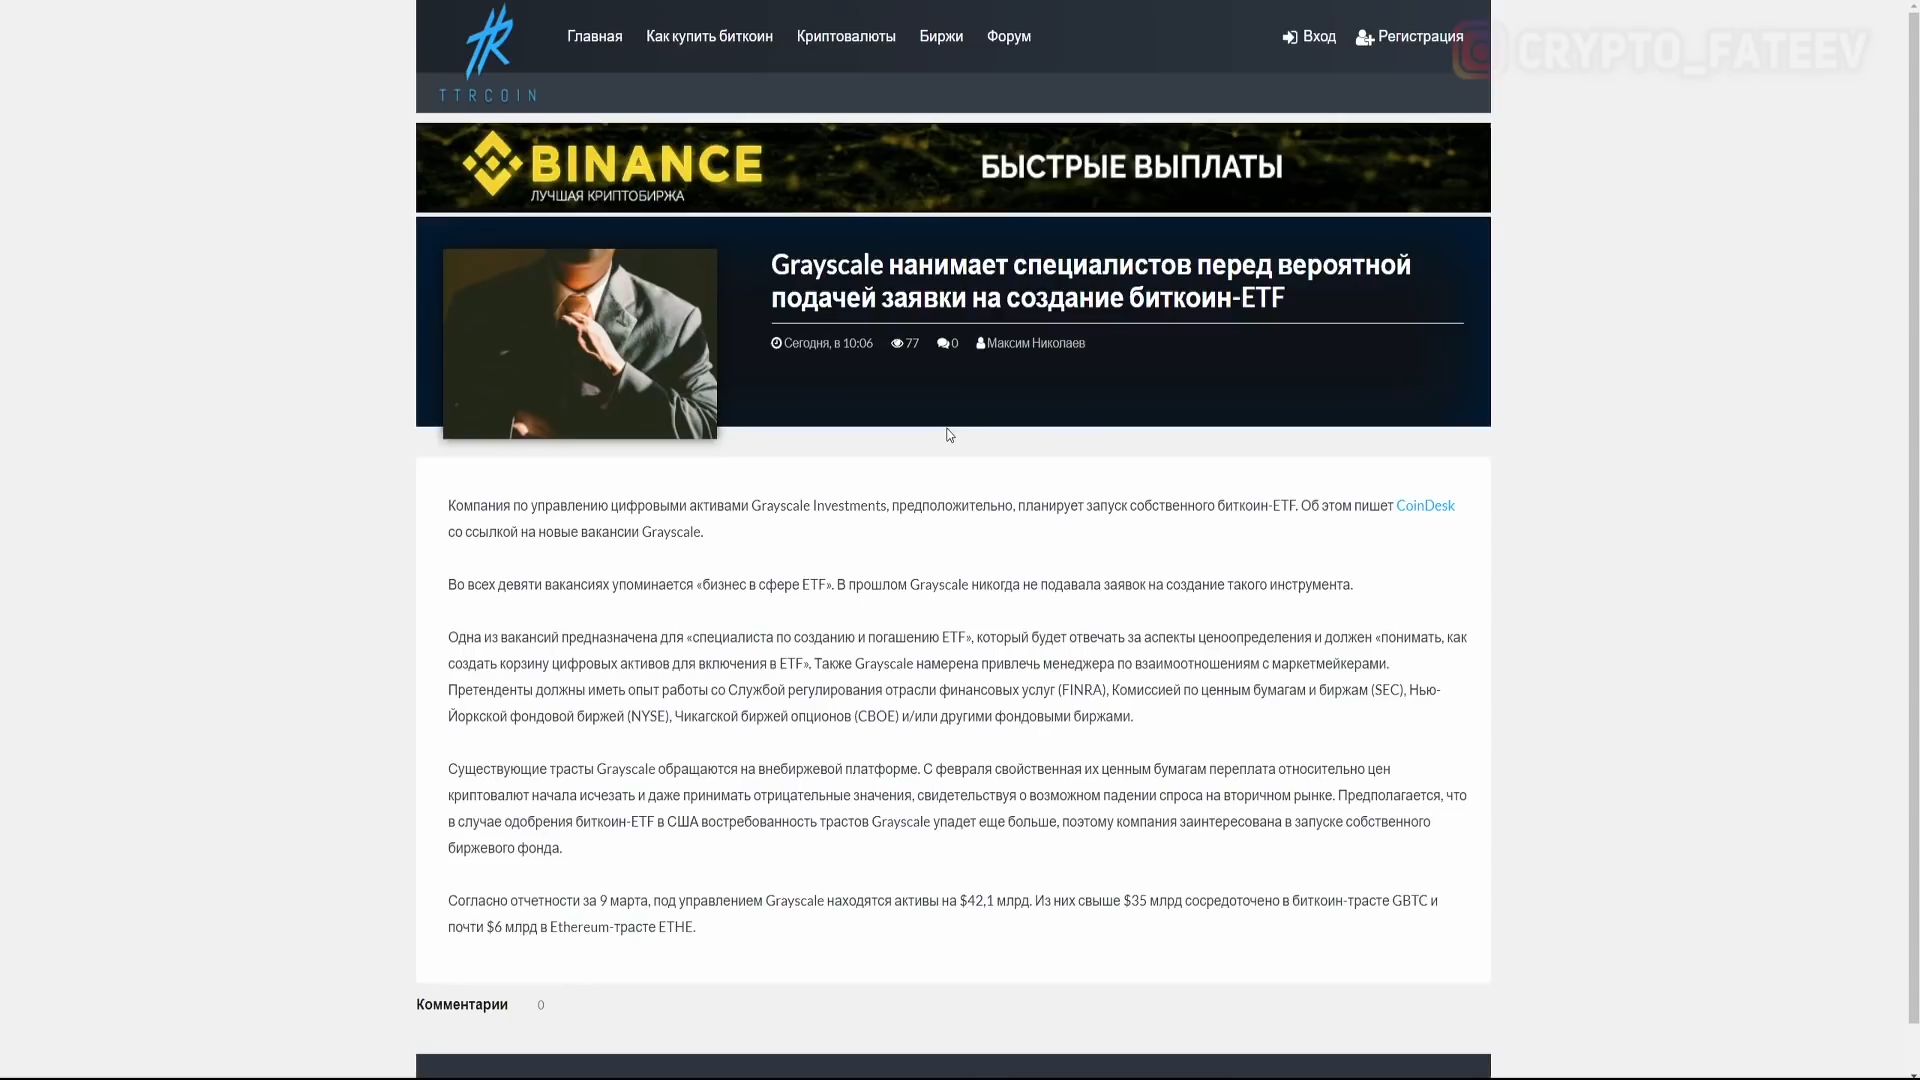 Главная Как купить биткоин Криптовалюты Биржи Форум Вход Регистрация
CRYPTO_FATEEV
TTRCOIN
BINANCE
ЛУЧШАЯ КРИПТОБИРЖА
БЫСТРЫЕ ВЫПЛАТЫ
Grayscale нанимает специалистов перед вероятной
подачей заявки на создание биткоин-ETF
Сегодня, в 10:06 77 0 Максим Николаев
Компания по управлению цифровыми активами Grayscale Investments, предположительно, планирует запуск собственного биткоин-ETF. Об этом пишет CoinDesk
со ссылкой на новые вакансии Grayscale.
Во всех девяти вакансиях упоминается «бизнес в сфере ETF». В прошлом Grayscale никогда не подавала заявок на создание такого инструмента.
Одна из вакансий предназначена для «специалиста по созданию и погашению ETF», который будет отвечать за аспекты ценоопределения и должен «понимать, как
создать корзину цифровых активов для включения в ETF». Также Grayscale намерена привлечь менеджера по взаимоотношениям с маркетмейкерами.
Претенденты должны иметь опыт работы со Службой регулирования отрасли финансовых услуг (FINRA), Комиссией по ценным бумагам и биржам (SEC), Нью-
Йоркской фондовой биржей (NYSE), Чикагской биржей опционов (CBOE) и/или другими фондовыми биржами.
Существующие трасты Grayscale обращаются на внебиржевой платформе. С февраля свойственная их ценным бумагам переплата относительно цен
криптовалют начала исчезать и даже принимать отрицательные значения, свидетельствуя о возможном падении спроса на вторичном рынке. Предполагается, что
в случае одобрения биткоин-ETF в США востребованность трастов Grayscale упадет еще больше, поэтому компания заинтересована в запуске собственного
биржевого фонда.
Согласно отчетности за 9 марта, под управлением Grayscale находятся активы на $42,1 млрд. Из них свыше $35 млрд сосредоточено в биткоин-трасте GBTC и
почти $6 млрд в Ethereum-трасте ETHE.
Комментарии 0